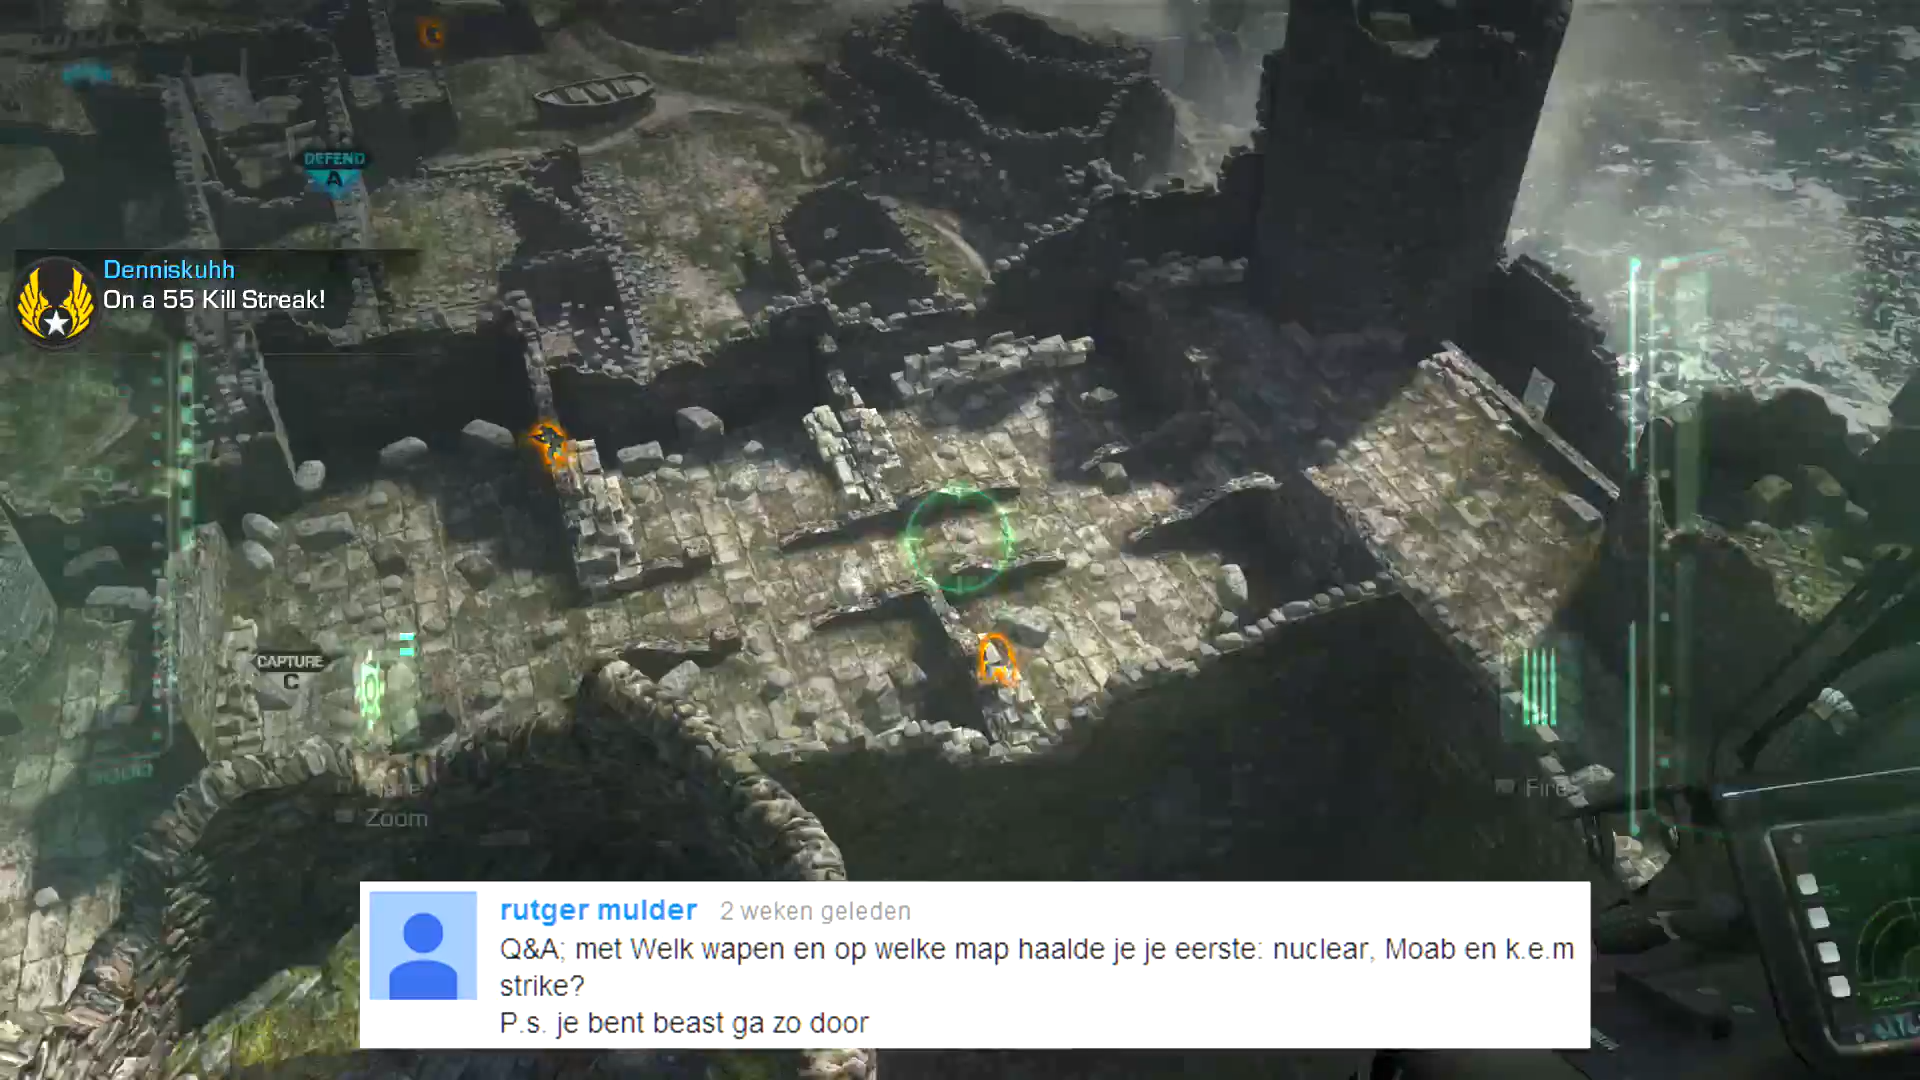 G
DEFEND
A
Denniskuhh
On a 55 Kill Streak!
CAPTURE
C
Zoom
Fire
rutger mulder 2 weken geleden
Q&A; met Welk wapen en op welke map haalde je je eerste: nuclear, Moab en k.e.m
strike?
P.s. je bent beast ga zo door